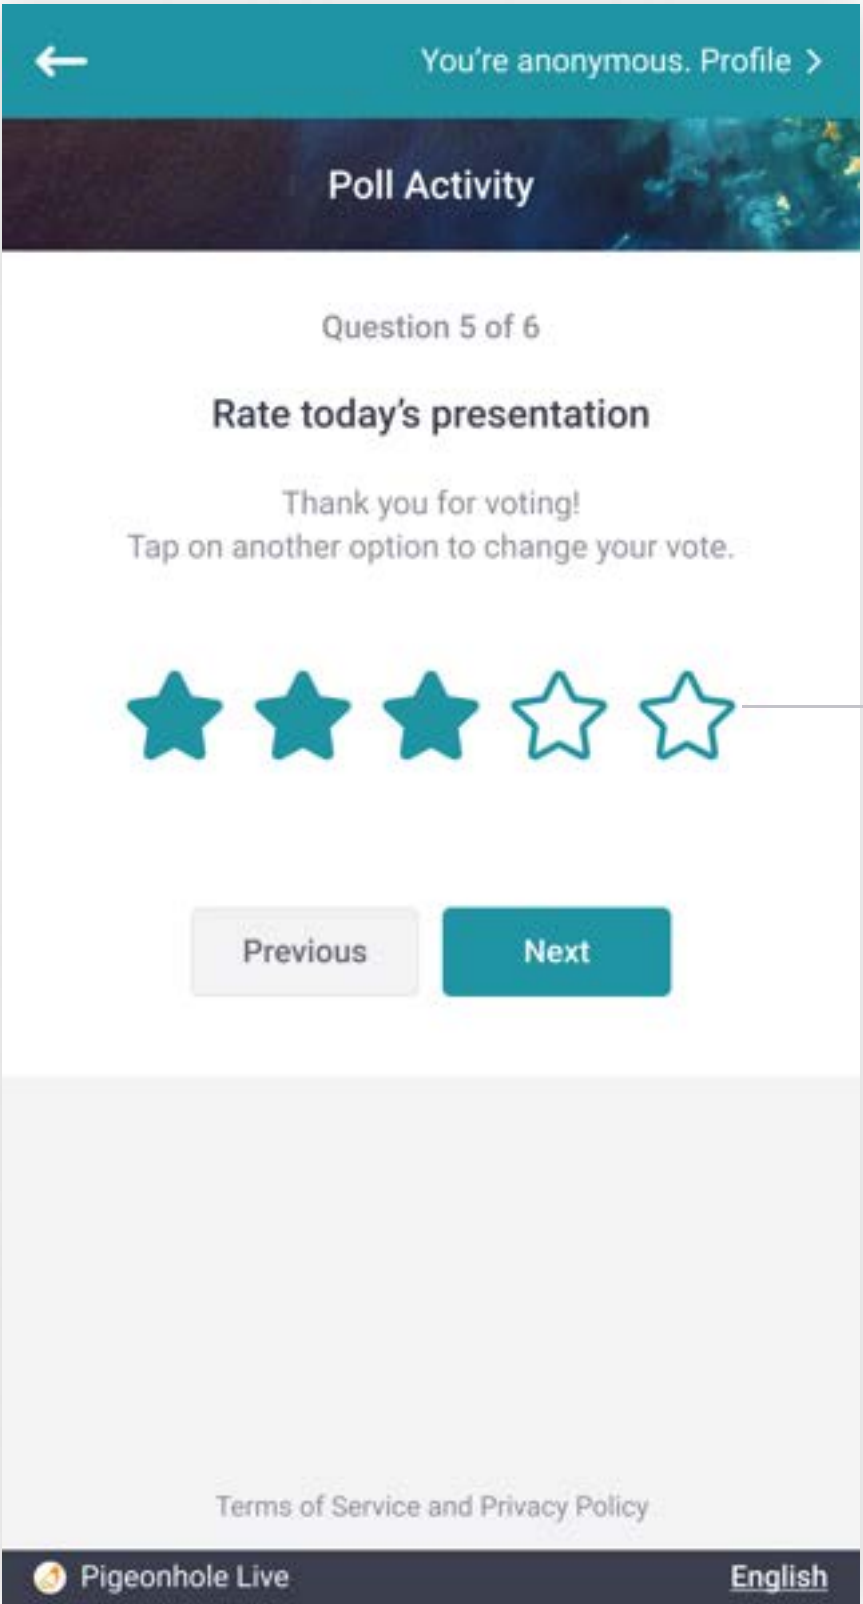 You’re anonymous. Profile
Poll Activity
Question 5 of 6
Rate today’s presentation
Thank you for voting!
Tap on another option to change your vote.
Previous
Next
Terms of Service and Privacy Policy
Pigeonhole Live
English